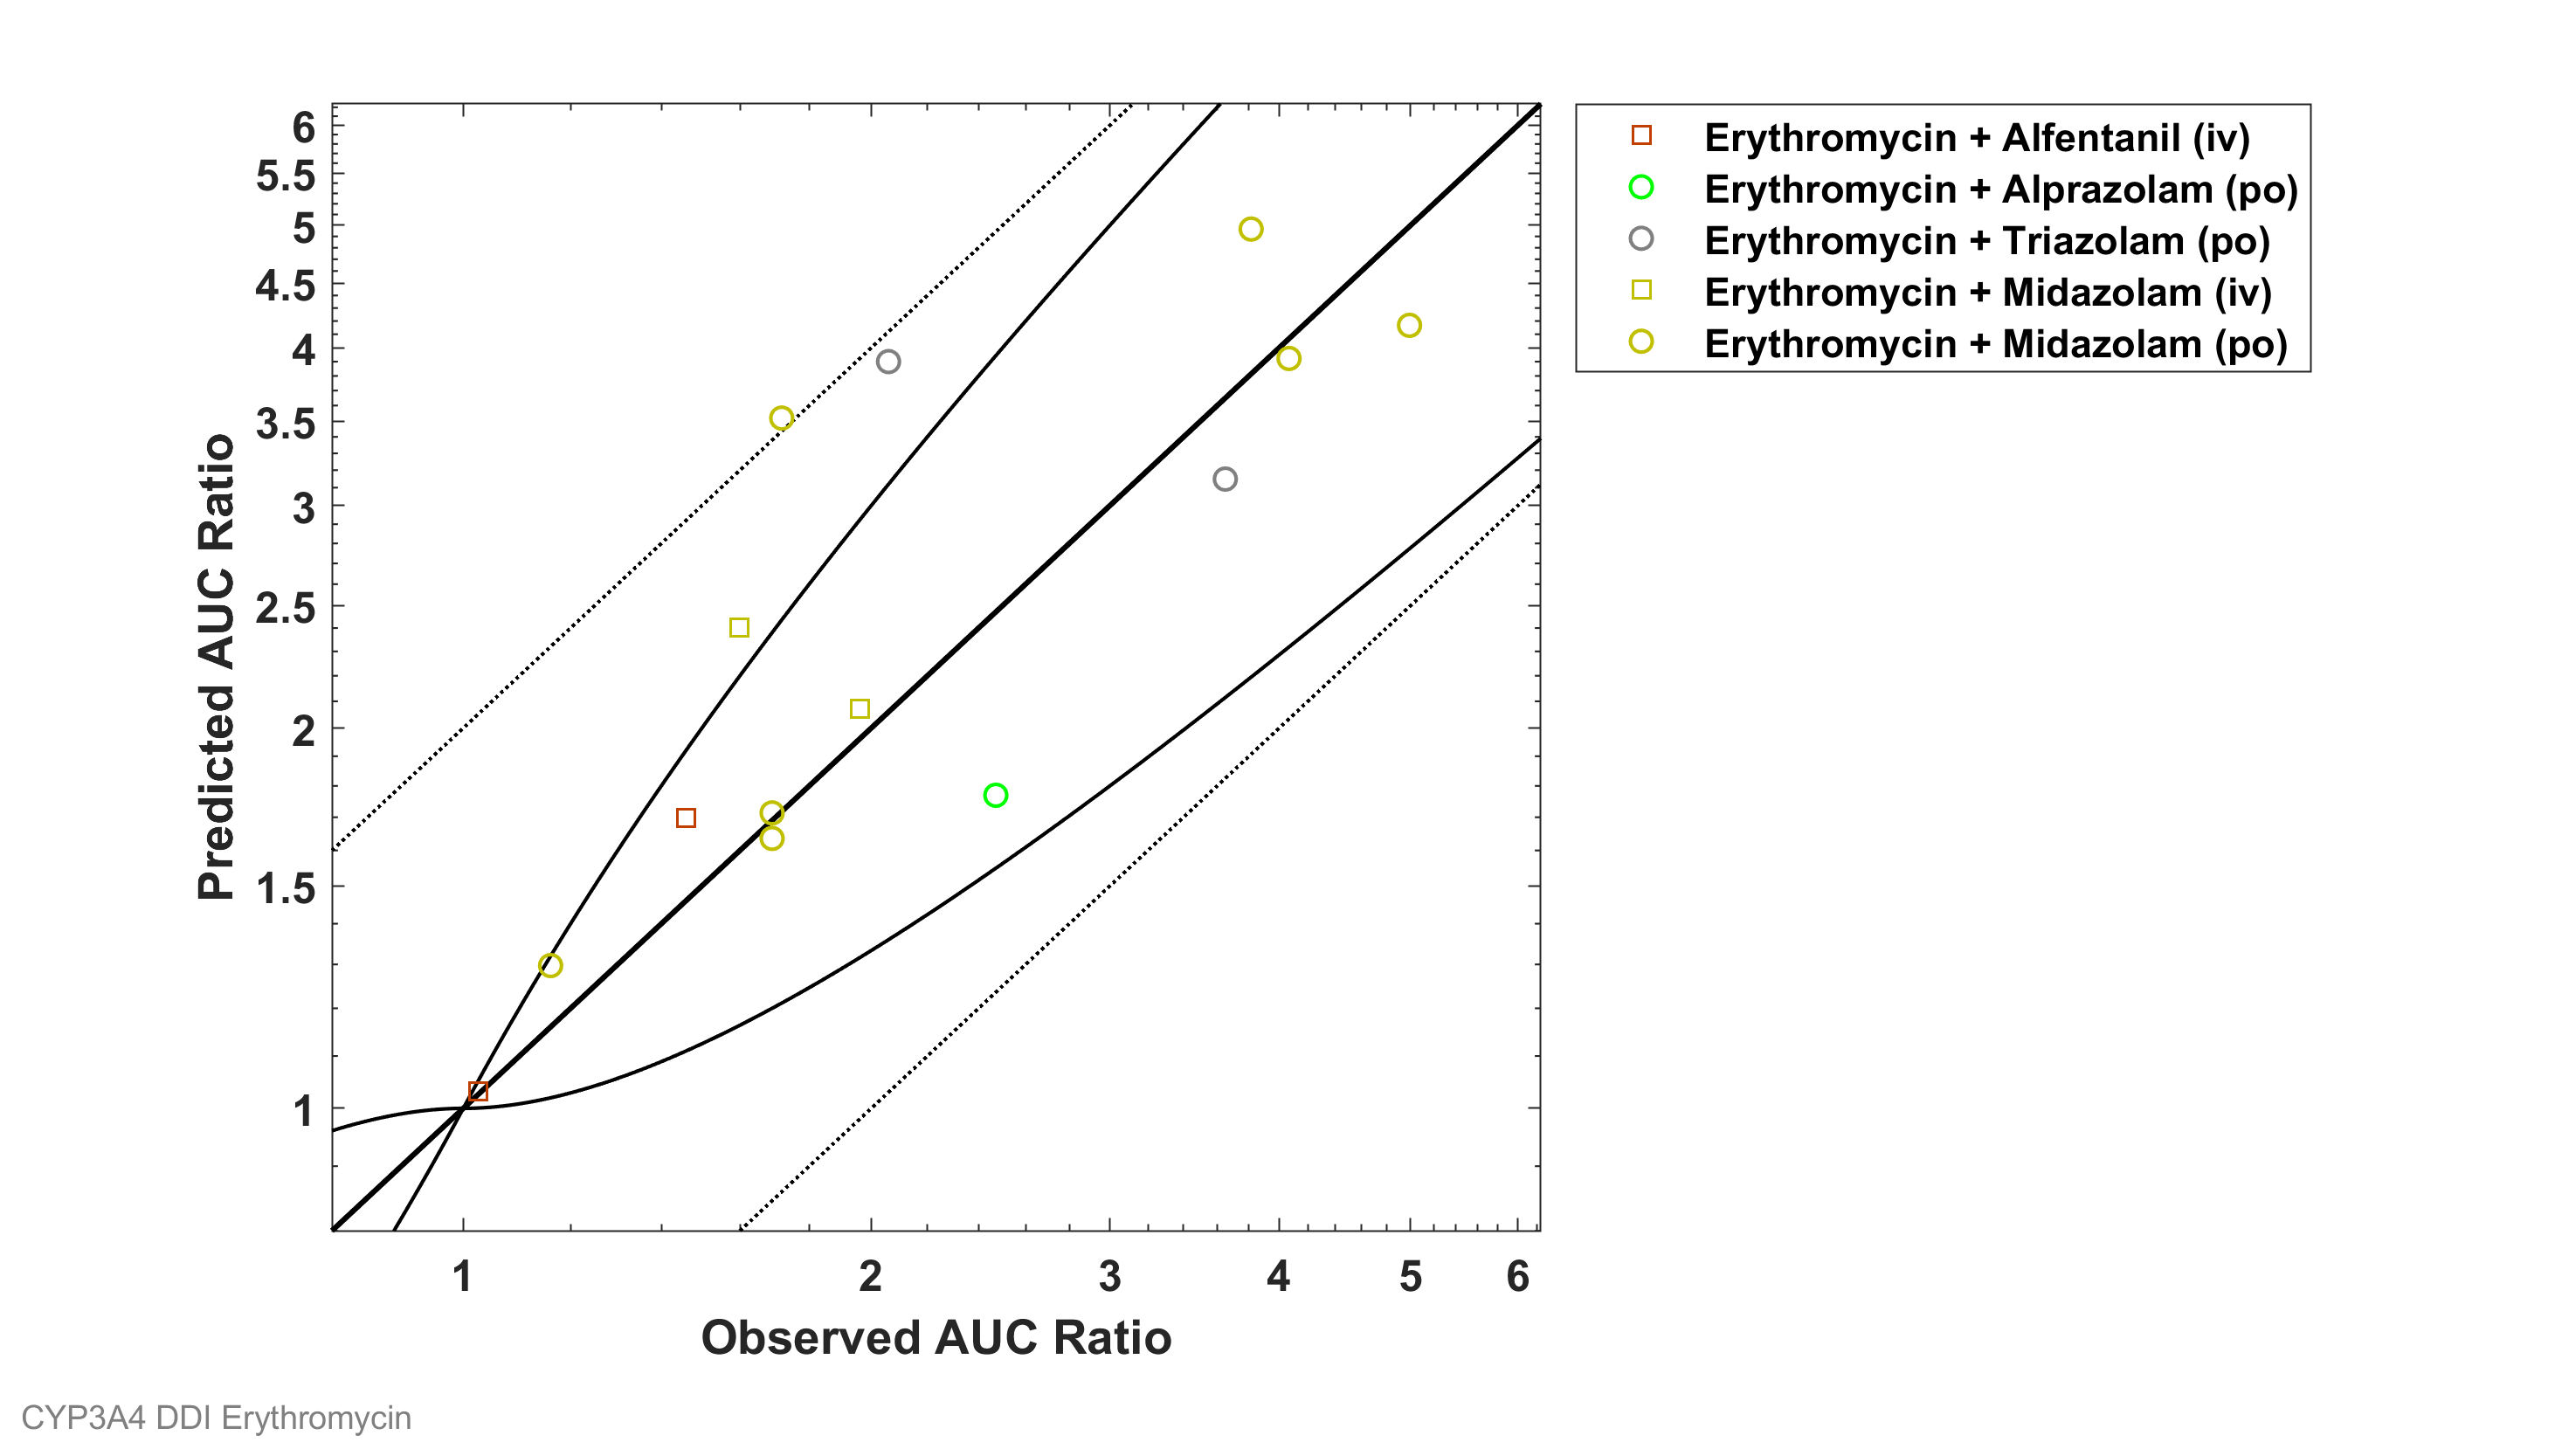 6
5.5
5
4.5
4
3.5
3
2.5
2
1.5
1
Predicted AUC Ratio
1 2 3 4 5 6
Observed AUC Ratio
Erythromycin + Alfentanil (iv)
Erythromycin + Alprazolam (po)
Erythromycin + Triazolam (po)
Erythromycin + Midazolam (iv)
Erythromycin + Midazolam (po)
CYP3A4 DDI Erythromycin